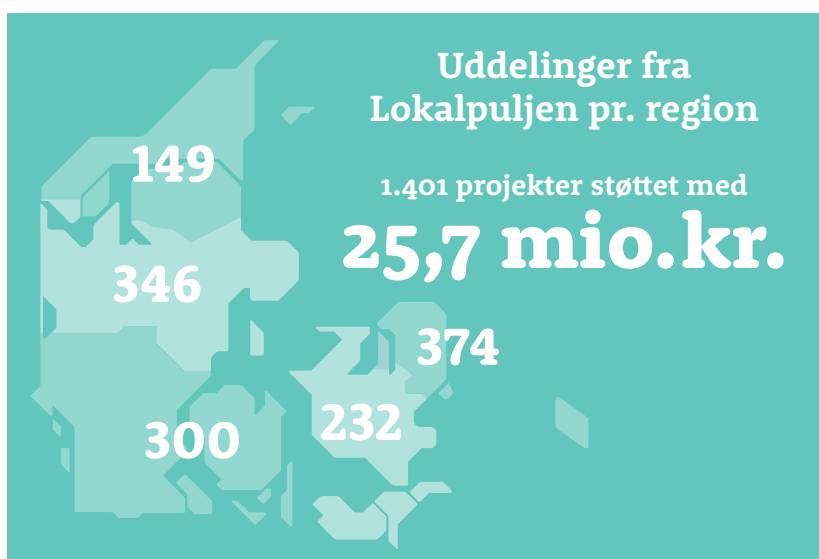 Uddelinger fra
Lokalpuljen pr. region
1.401 projekter støttet med
25,7 mio.kr.
149
346
374
232
300